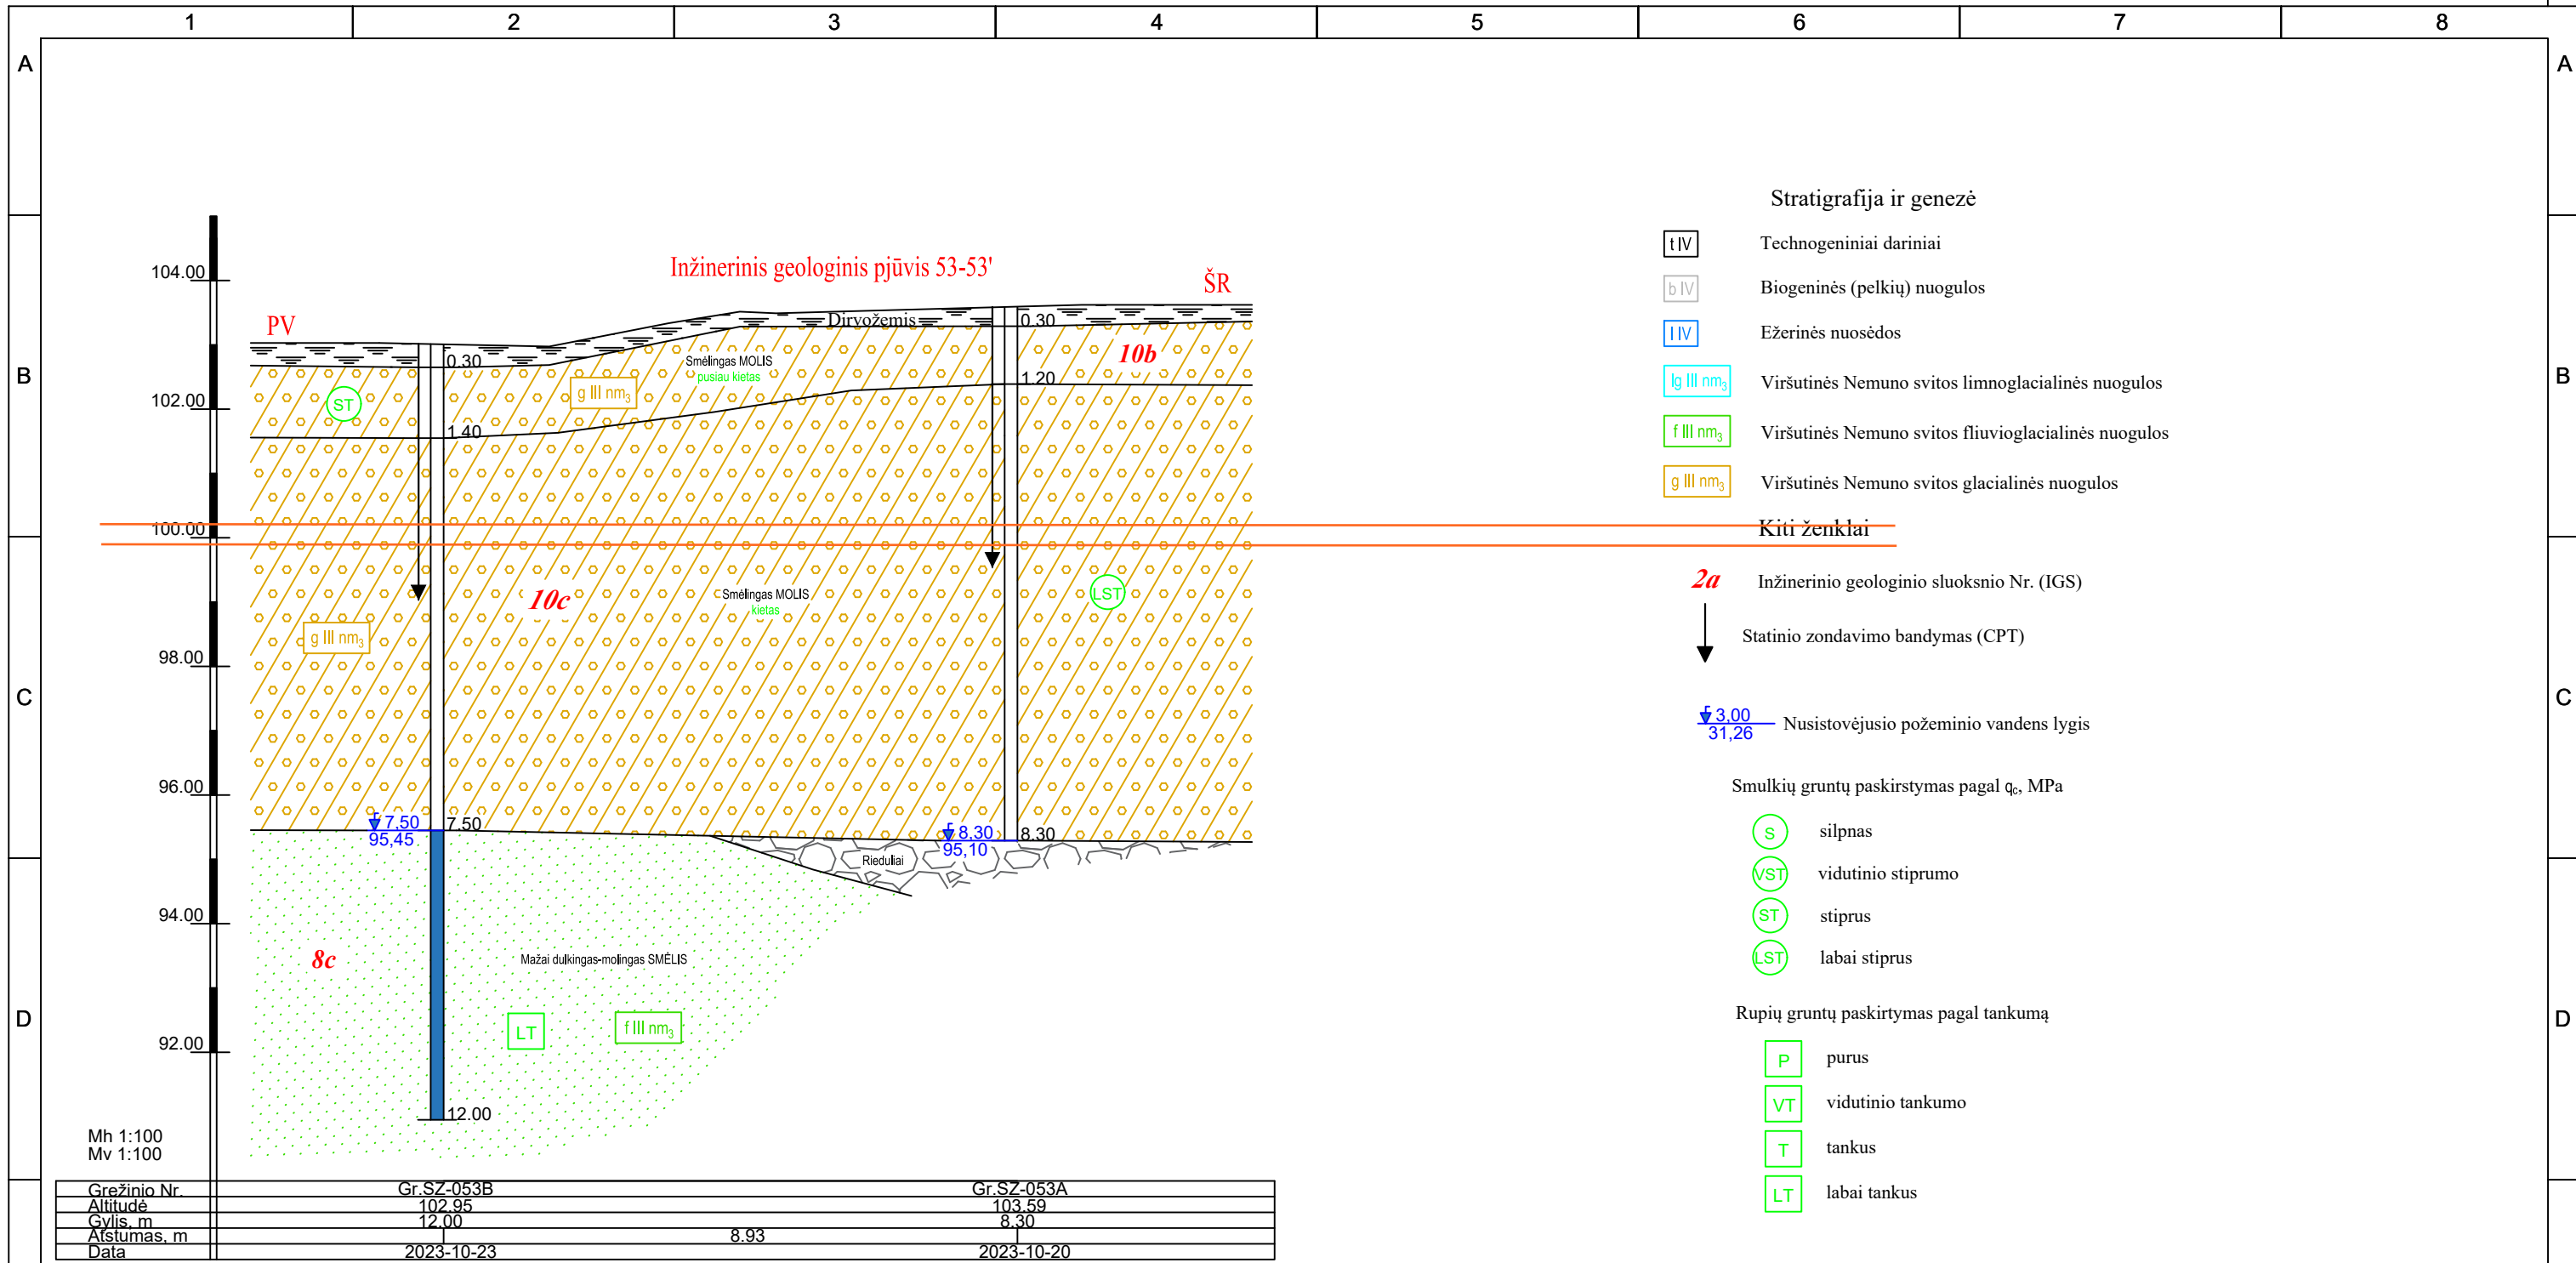 1 2 3 4 5 6 7 8
A A
B B
C C
D D
Inžinerinis geologinis pjūvis 53-53'
PV
ŠR
104.00
102.00
100.00
98.00
96.00
94.00
92.00
Dirvožemis
0.30
0.30
Smėlingas MOLIS
pusiau kietas
10b
1.20
ST
g III nm3
1.40
10c
Smėlingas MOLIS
kietas
LST
g III nm3
7,50
95,45
7.50
8,30
95,10
8.30
Rieduliai
8c
Mažai dulkingas-molingas SMĖLIS
LT
f III nm3
12.00
Mh 1:100
Mv 1:100
Grežinio Nr. Gr.SZ-053B Gr.SZ-053A
Altitudė 102.95 103.59
Gylis, m 12.00 8.30
Atstumas, m 8.93
Data 2023-10-23 2023-10-20
Stratigrafija ir genezė
t IV Technogeniniai dariniai
b IV Biogeninės (pelkių) nuogulos
l IV Ežerinės nuosėdos
lg III nm3 Viršutinės Nemuno svitos limnoglacialinės nuogulos
f III nm3 Viršutinės Nemuno svitos fliuvioglacialinės nuogulos
g III nm3 Viršutinės Nemuno svitos glacialinės nuogulos
Kiti ženklai
2a Inžinerinio geologinio sluoksnio Nr. (IGS)
Statinio zondavimo bandymas (CPT)
3,00
31,26
Nusistovėjusio požeminio vandens lygis
Smulkių gruntų paskirstymas pagal qc, MPa
S silpnas
VST vidutinio stiprumo
ST stiprus
LST labai stiprus
Rupių gruntų paskirtymas pagal tankumą
P purus
VT vidutinio tankumo
T tankus
LT labai tankus